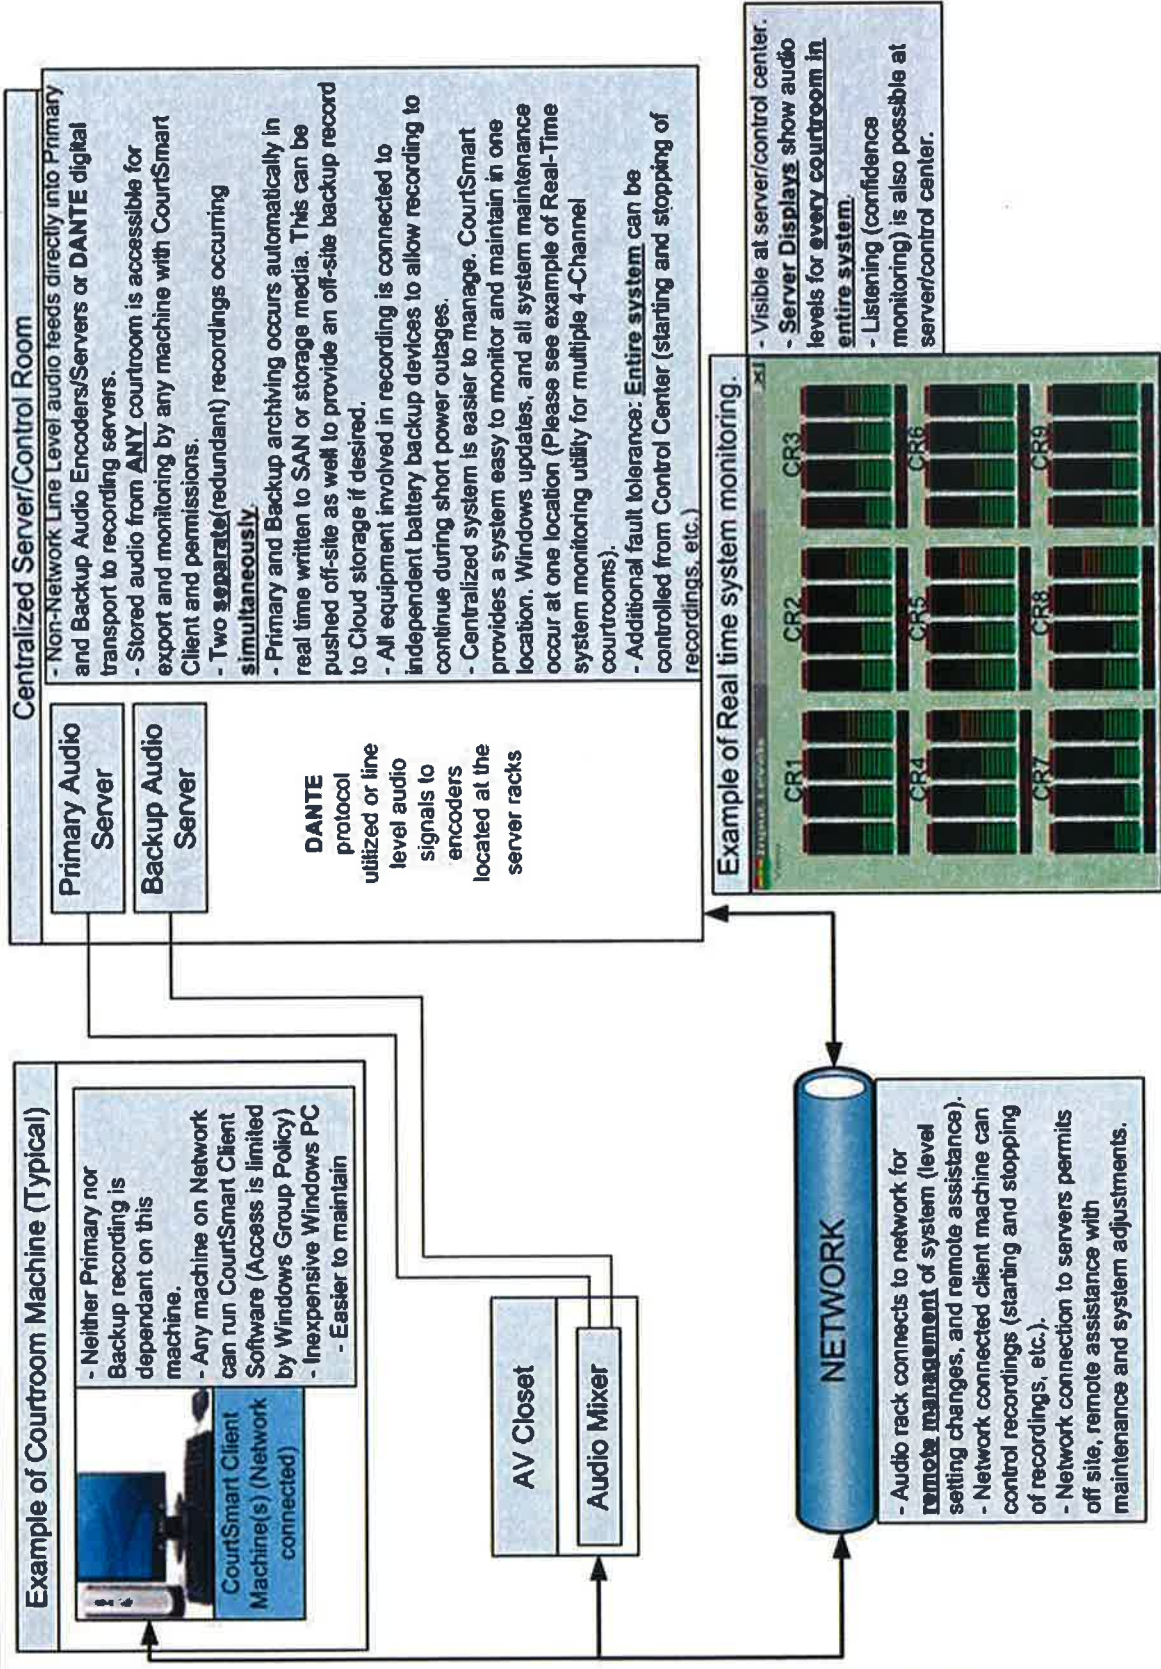 Example of Courtroom Machine (Typical)
- Neither Primary nor
Backup recording is
dependant on this
machine.
- Any machine on Network
can run CourtSmart Client
Software (Access is limited
by Windows Group Policy)
- Inexpensive Windows PC
- Easier to maintain
CourtSmart Client
Machine(s) (Network
connected)
AV Closet
Audio Mixer
NETWORK
- Audio rack connects to network for
remote management of system (level
setting changes, and remote assistance).
- Network connected client machine can
control recordings (starting and stopping
of recordings, etc.).
- Network connection to servers permits
off site, remote assistance with
maintenance and system adjustments.
Centralized Server/Control Room
Primary Audio
Server
Backup Audio
Server
DANTE
protocol
utilized or line
level audio
signals to
encoders
located at the
server racks
- Non-Network Line Level audio feeds directly into Primary
and Backup Audio Encoders/Servers or DANTE digital
transport to recording servers.
- Stored audio from ANY courtroom is accessible for
export and monitoring by any machine with CourtSmart
Client and permissions.
- Two separate(redundant) recordings occurring
simultaneously.
- Primary and Backup archiving occurs automatically in
real time written to SAN or storage media. This can be
pushed off-site as well to provide an off-site backup record
to Cloud storage if desired.
- All equipment involved in recording is connected to
independent battery backup devices to allow recording to
continue during short power outages.
- Centralized system is easier to manage. CourtSmart
provides a system easy to monitor and maintain in one
location. Windows updates, and all system maintenance
occur at one location (Please see example of Real-Time
system monitoring utility for multiple 4-Channel
courtrooms).
- Additional fault tolerance: Entire system can be
controlled from Control Center (starting and stopping of
recordings, etc.)
Example of Real time system monitoring.
CR1 CR2 CR3
CR4 CR5 CR6
CR7 CR8 CR9
- Visible at server/control center.
- Server Displays show audio
levels for every courtroom in
entire system.
- Listening (confidence
monitoring) is also possible at
server/control center.